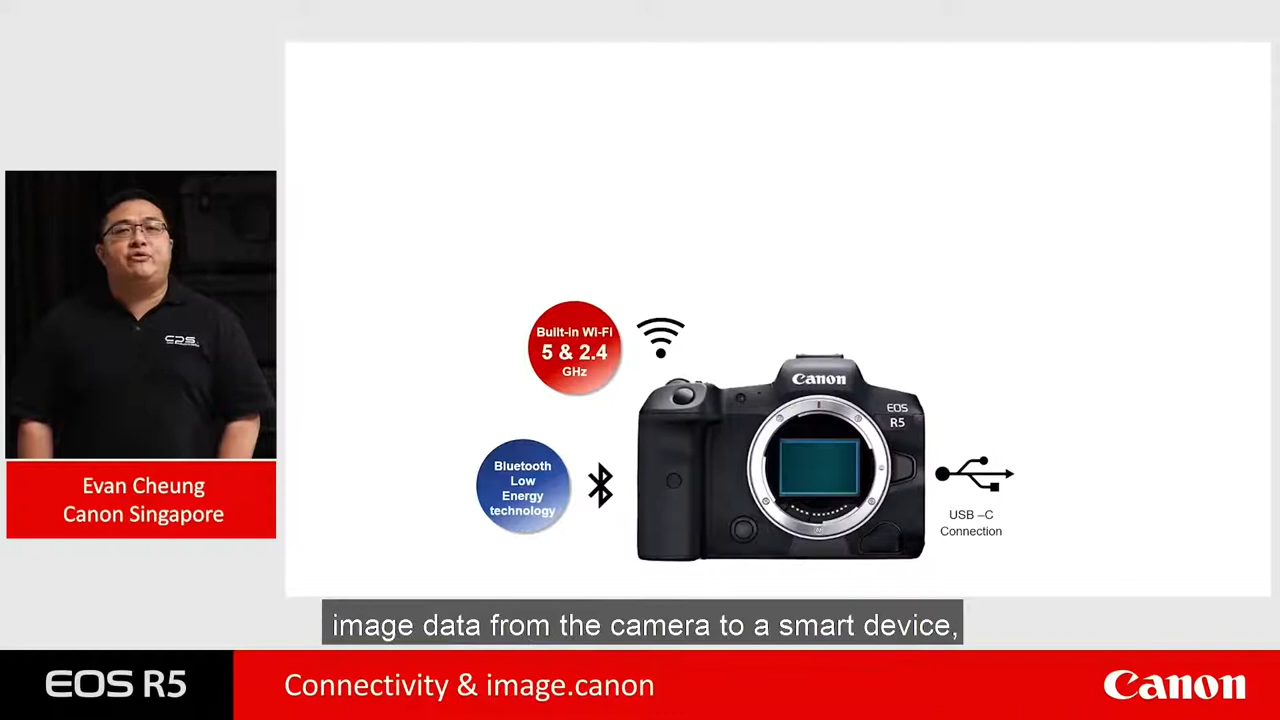 CPS
Evan Cheung
Canon Singapore
Built-in Wi-Fi
5 & 2.4
GHz
Bluetooth
Low
Energy
technology
Canon
EOS
R5
USB –C
Connection
image data from the camera to a smart device,
EOS R5
Connectivity & image.canon
Canon